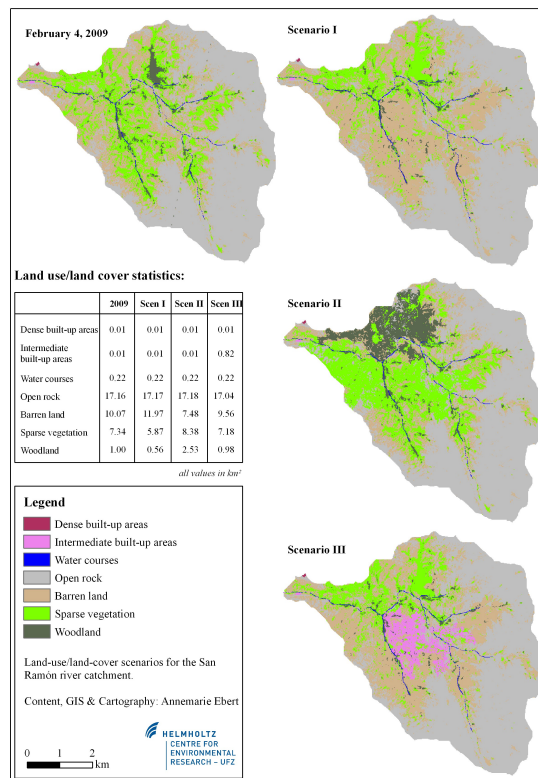 February 4, 2009
Scenario I
Land use/land cover statistics:
2009 Scen I Scen II Scen III
Dense built-up areas 0.01 0.01 0.01 0.01
Intermediate
built-up areas 0.01 0.01 0.01 0.82
Water courses 0.22 0.22 0.22 0.22
Open rock 17.16 17.17 17.18 17.04
Barren land 10.07 11.97 7.48 9.56
Sparse vegetation 7.34 5.87 8.38 7.18
Woodland 1.00 0.56 2.53 0.98
all values in km²
Scenario II
Legend
Dense built-up areas
Intermediate built-up areas
Water courses
Open rock
Barren land
Sparse vegetation
Woodland
Land-use/land-cover scenarios for the San
Ramón river catchment.
Content, GIS & Cartography: Annemarie Ebert
HELMHOLTZ
CENTRE FOR
ENVIRONMENTAL
RESEARCH – UFZ
0 1 2
km
Scenario III